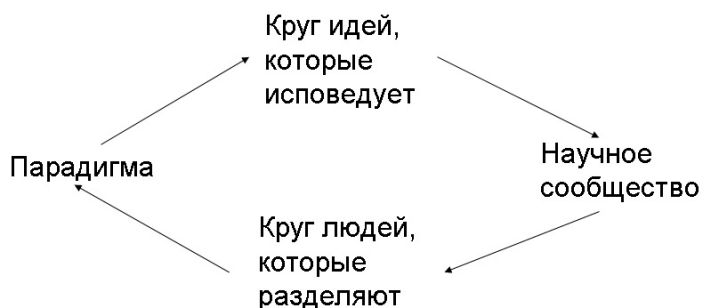 Круг идей,
которые
исповедует
Парадигма
Научное
сообщество
Круг людей,
которые
разделяют